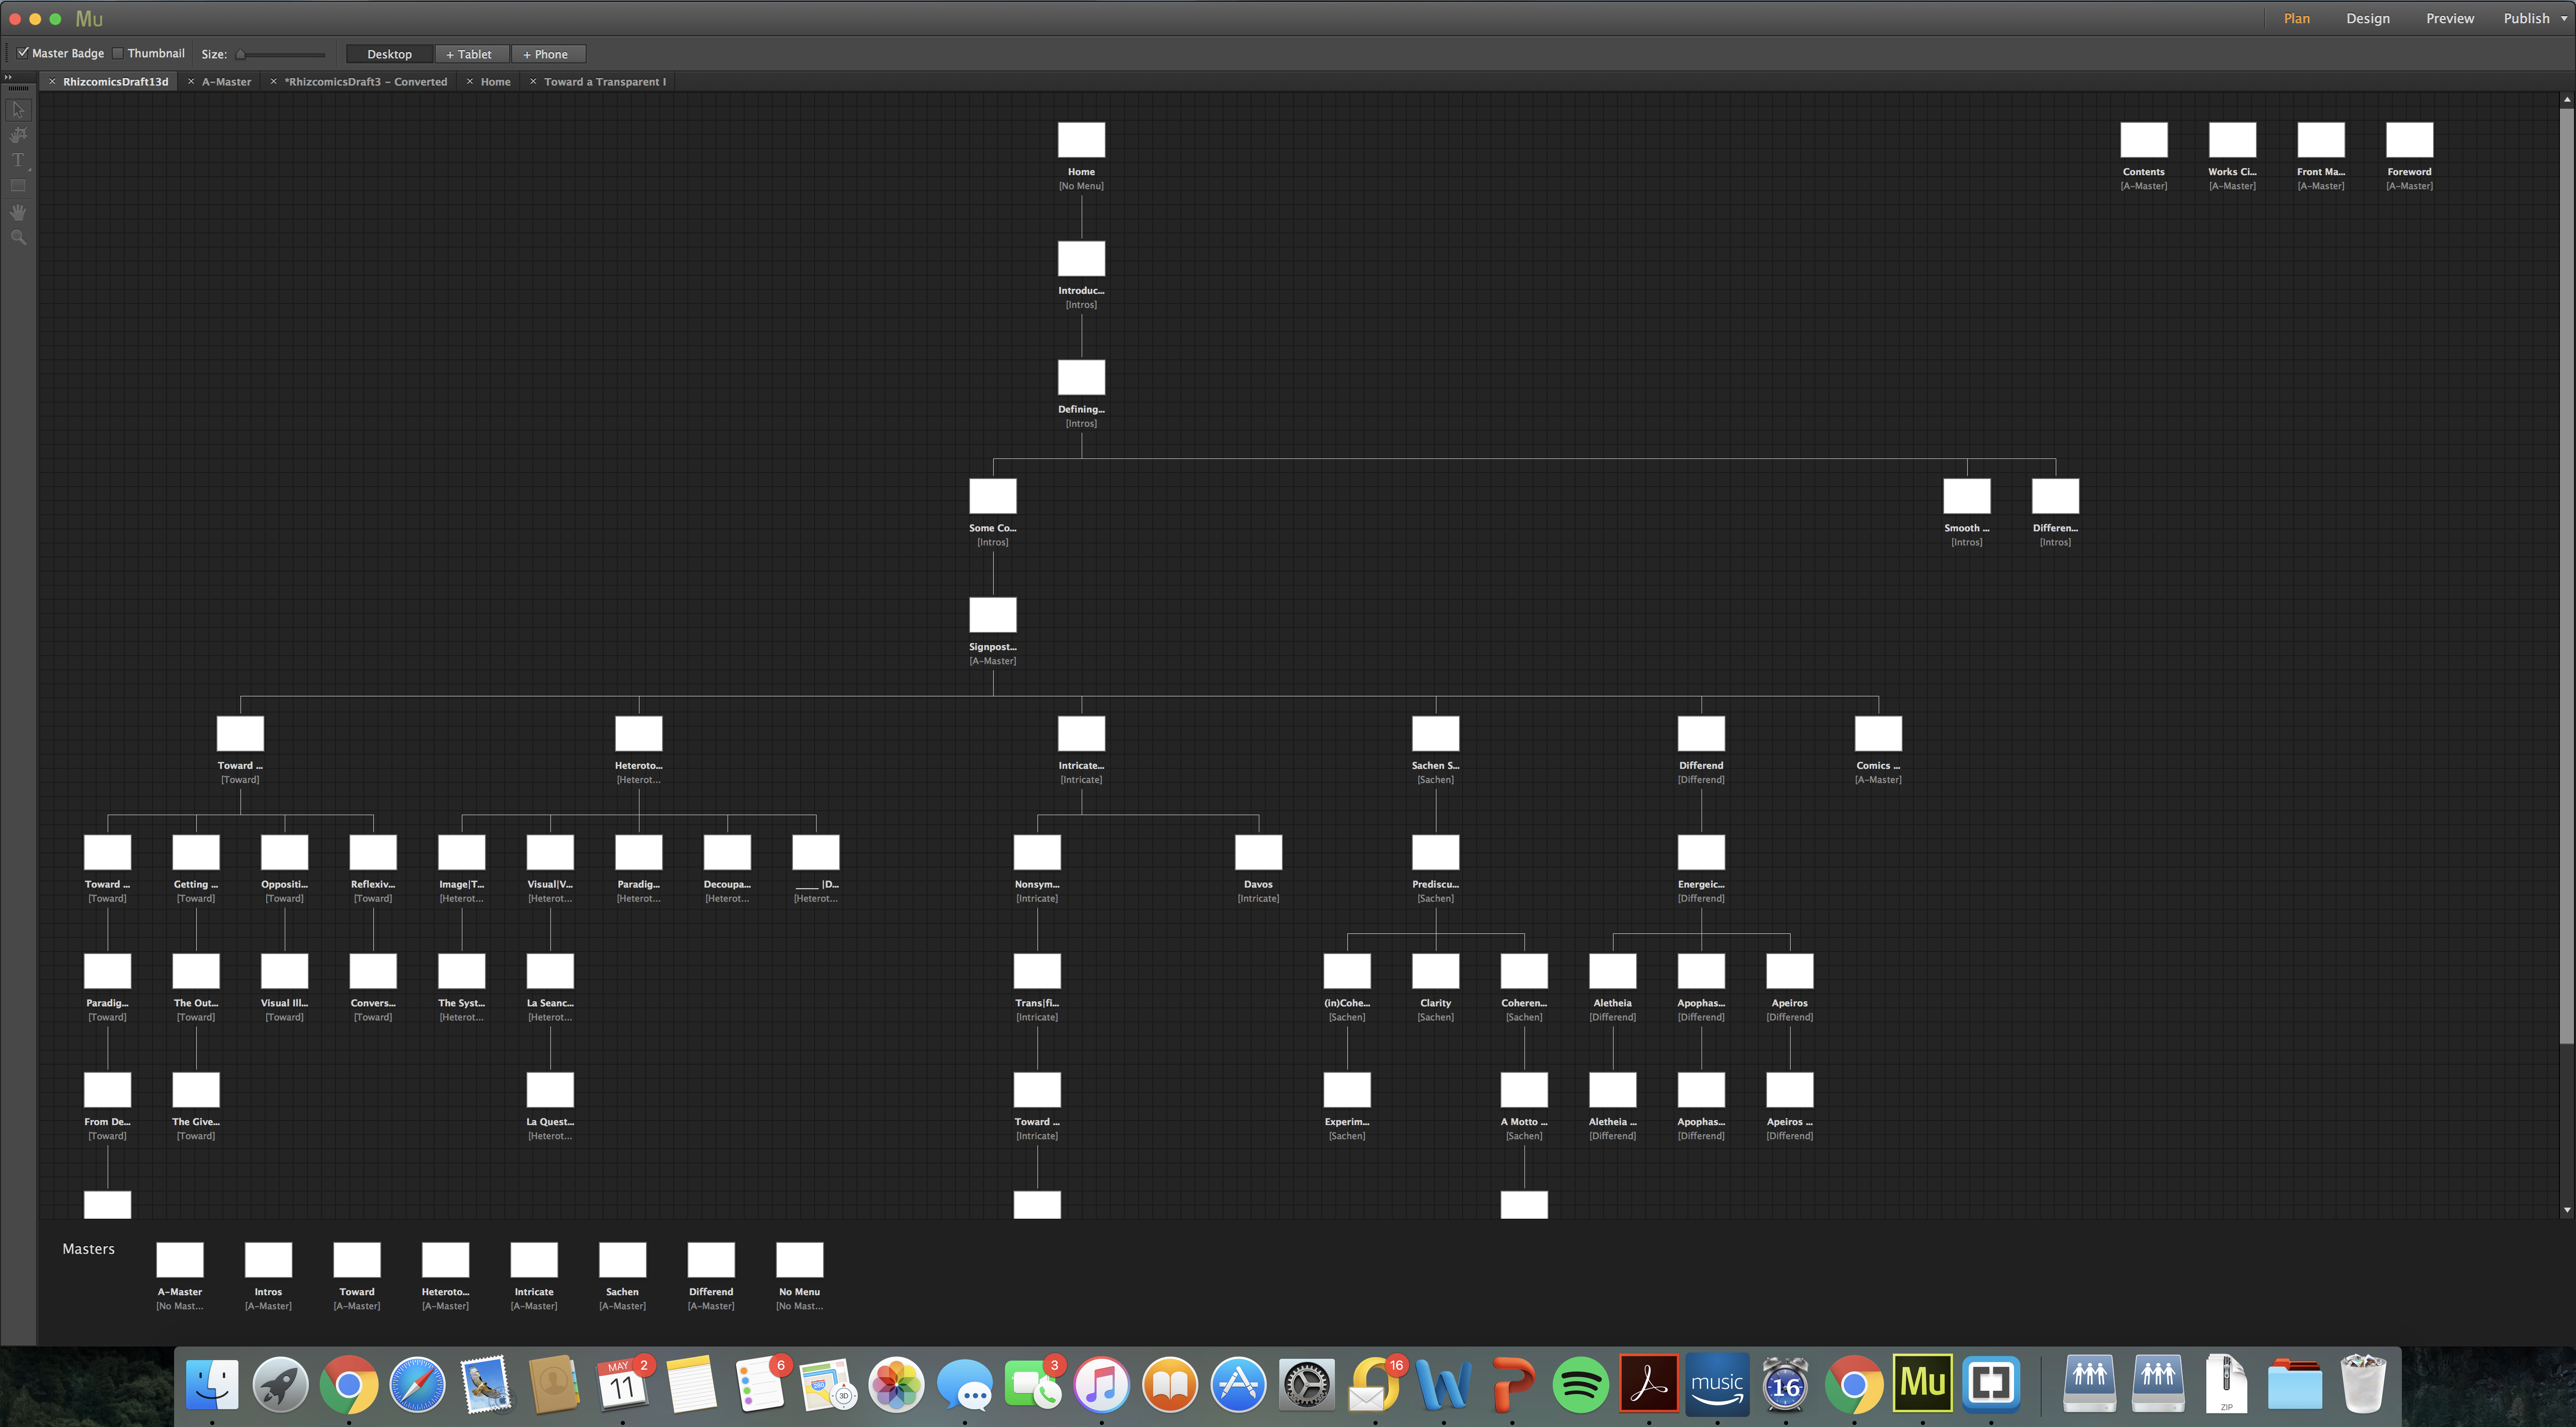 Mu
Plan Design Preview Publish
Master Badge Thumbnail Size: Desktop + Tablet + Phone
RhizcomicsDraft13d A-Master *RhizcomicsDraft3 - Converted Home Toward a Transparent I
Home Contents Works Ci... Front Ma... Foreword
[No Menu] [A-Master] [A-Master] [A-Master] [A-Master]
Introduc...
[Intros]
Defining...
[Intros]
Some Co... Smooth ... Differen...
[Intros] [Intros] [Intros]
Signpost...
[A-Master]
Toward ... Heteroto... Intricate... Sachen S... Differend Comics ...
[Toward] [Heterot... [Intricate] [Sachen] [Differend] [A-Master]
Toward ... Getting ... Oppositi... Reflexiv... Image|T... Visual|V... Paradig... Decoupa... ____ |D... Nonsym... Davos Prediscu... Energeic...
[Toward] [Toward] [Toward] [Toward] [Heterot... [Heterot... [Heterot... [Heterot... [Heterot... [Intricate] [Intricate] [Sachen] [Differend]
Paradig... The Out... Visual Ill... Convers... The Syst... La Seanc... Trans|fi... (in)Cohe... Clarity Coheren... Aletheia Apophas... Apeiros
[Toward] [Toward] [Toward] [Toward] [Heterot... [Heterot... [Intricate] [Sachen] [Sachen] [Sachen] [Differend] [Differend] [Differend]
From De... The Give... La Quest... Toward ... Experim... A Motto ... Aletheia ... Apophas... Apeiros ...
[Toward] [Toward] [Heterot... [Intricate] [Sachen] [Sachen] [Differend] [Differend] [Differend]
Masters
A-Master Intros Toward Heteroto... Intricate Sachen Differend No Menu
[No Mast... [A-Master] [A-Master] [A-Master] [A-Master] [A-Master] [A-Master] [No Mast...
MAY 2 6 3 16
11 280 3D music 16 Mu
ZIP